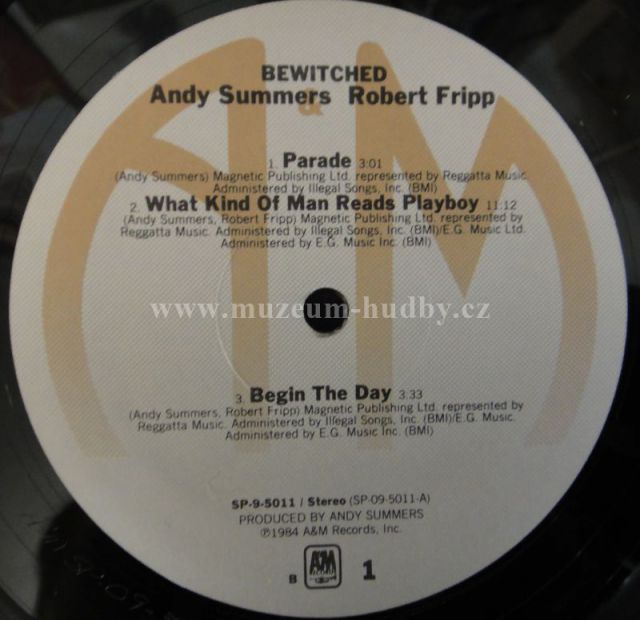 BEWITCHED
Andy Summers & Robert Fripp
1. Parade 3:01
(Andy Summers) Magnetic Publishing Ltd. represented by Reggatta Music.
Administered by Illegal Songs, Inc. (BMI)
2. What Kind Of Man Reads Playboy 11:12
(Andy Summers, Robert Fripp) Magnetic Publishing Ltd. represented by
Reggatta Music. Administered by Illegal Songs, Inc. (BMI)/E.G. Music Ltd.
Administered by E.G. Music Inc. (BMI)
www.muzeum-hudby.cz
3. Begin The Day 3:33
(Andy Summers, Robert Fripp) Magnetic Publishing Ltd. represented by
Reggatta Music. Administered by Illegal Songs, Inc. (BMI)/E.G. Music.
Administered by E.G. Music Inc. (BMI)
SP-9-5011 / Stereo (SP-09-5011-A)
PRODUCED BY ANDY SUMMERS
℗1984 A&M Records, Inc.
B A&M 1